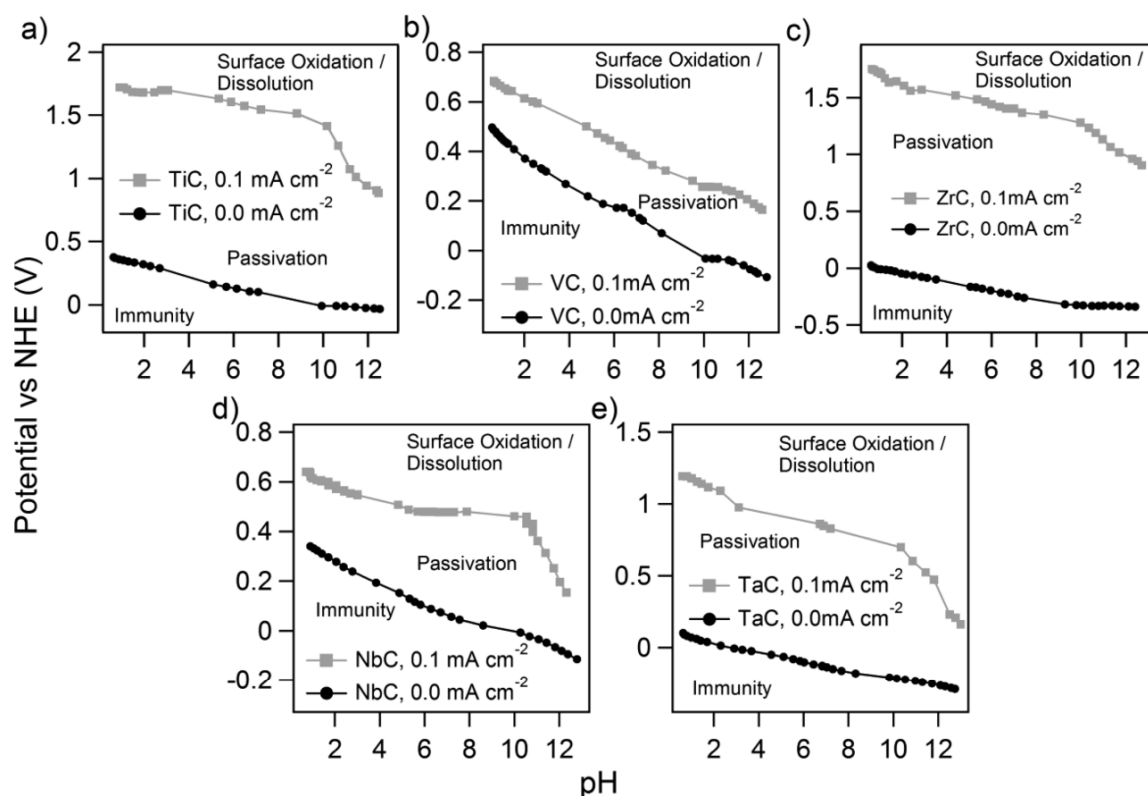 Potential vs NHE (V)
a)
2
1.5
1
0.5
0
Surface Oxidation /
Dissolution
TiC, 0.1 mA cm⁻²
TiC, 0.0 mA cm⁻²
Passivation
Immunity
2 4 6 8 10 12
b)
0.8
0.6
0.4
0.2
0
-0.2
Surface Oxidation /
Dissolution
Passivation
Immunity
VC, 0.1mA cm⁻²
VC, 0.0mA cm⁻²
2 4 6 8 10 12
c)
1.5
1
0.5
0
-0.5
Surface Oxidation /
Dissolution
Passivation
ZrC, 0.1mA cm⁻²
ZrC, 0.0mA cm⁻²
Immunity
2 4 6 8 10 12
d)
0.8
0.6
0.4
0.2
0
-0.2
Surface Oxidation /
Dissolution
Passivation
Immunity
NbC, 0.1 mA cm⁻²
NbC, 0.0 mA cm⁻²
2 4 6 8 10 12
e)
1.5
1
0.5
0
Surface Oxidation /
Dissolution
Passivation
TaC, 0.1mA cm⁻²
TaC, 0.0mA cm⁻²
Immunity
2 4 6 8 10 12
pH